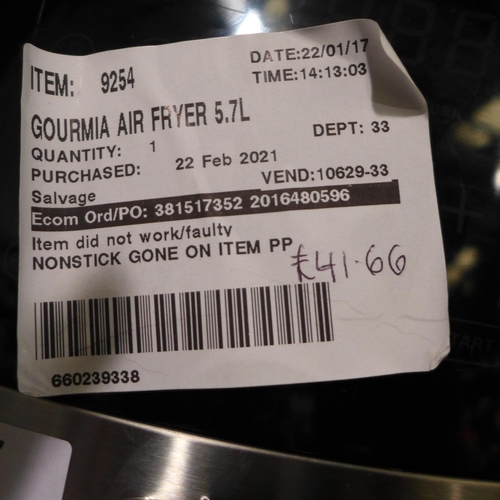 DATE:22/01/17
ITEM: 9254
TIME:14:13:03
GOURMIA AIR FRYER 5.7L
QUANTITY: 1
DEPT: 33
PURCHASED: 22 Feb 2021
VEND:10629-33
Salvage
Ecom Ord/PO: 381517352 2016480596
Item did not work/faulty
NONSTICK GONE ON ITEM PP
£41.66
660239338